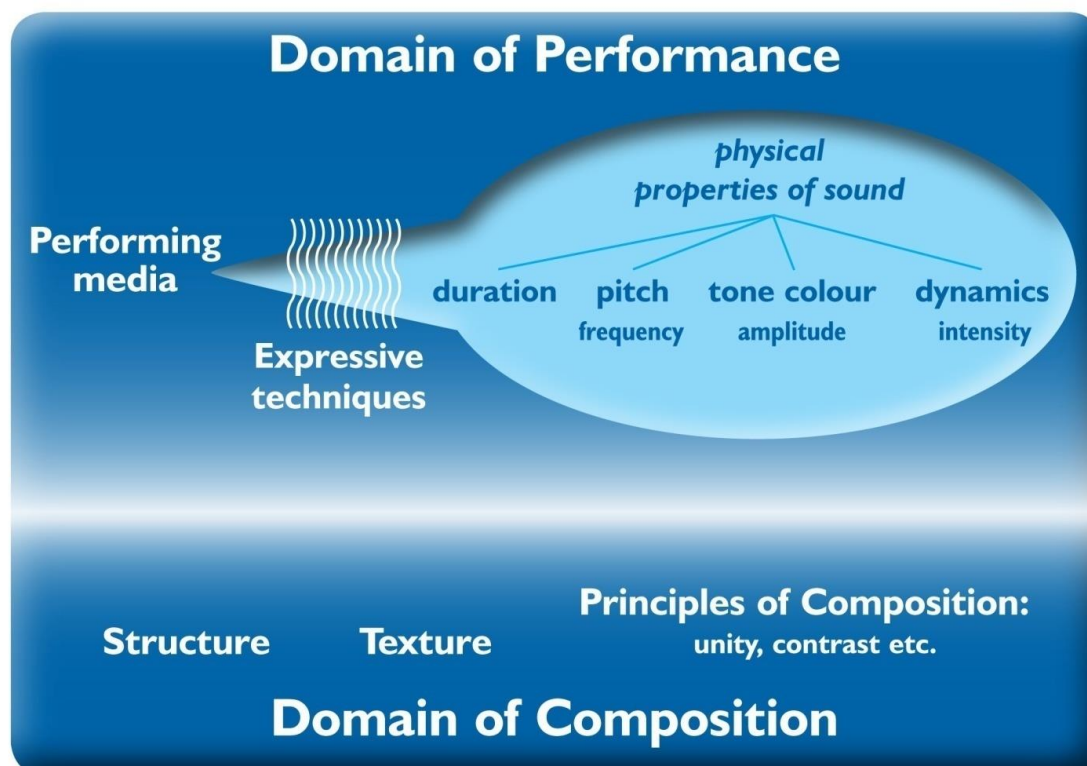 Domain of Performance
physical
properties of sound
Performing
media
duration pitch tone colour dynamics
frequency amplitude intensity
Expressive
techniques
Structure Texture Principles of Composition:
unity, contrast etc.
Domain of Composition